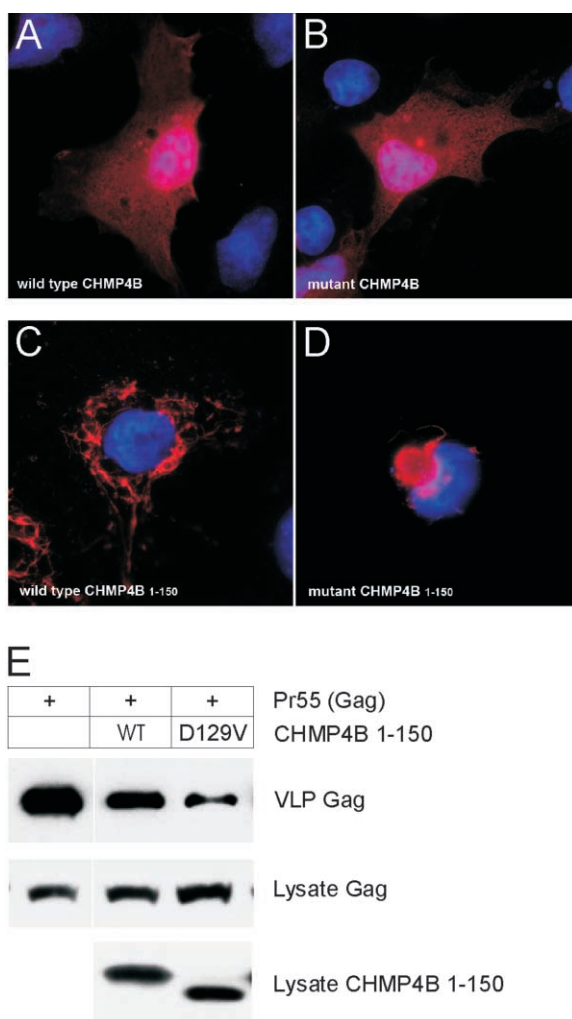 A
B
wild type CHMP4B
mutant CHMP4B
C
D
wild type CHMP4B 1-150
mutant CHMP4B 1-150
E
+ + + Pr55 (Gag)
WT D129V CHMP4B 1-150
VLP Gag
Lysate Gag
Lysate CHMP4B 1-150